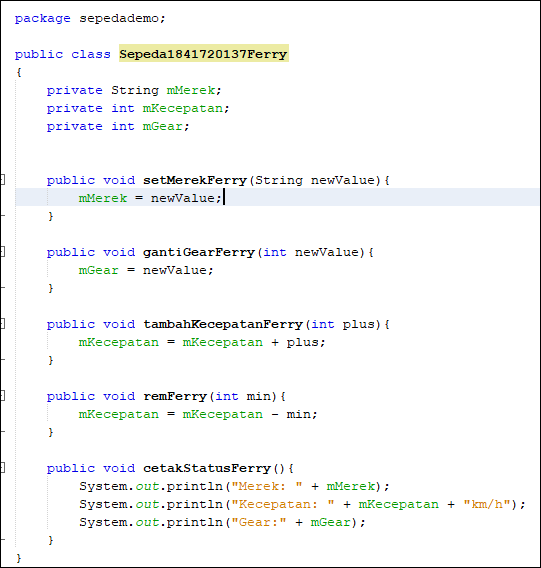 package sepedademo;
public class Sepeda1841720137Ferry
{
    private String mMerek;
    private int mKecepatan;
    private int mGear;
    public void setMerekFerry(String newValue){
        mMerek = newValue;
    }
    public void gantiGearFerry(int newValue){
        mGear = newValue;
    }
    public void tambahKecepatanFerry(int plus){
        mKecepatan = mKecepatan + plus;
    }
    public void remFerry(int min){
        mKecepatan = mKecepatan - min;
    }
    public void cetakStatusFerry(){
        System.out.println("Merek: " + mMerek);
        System.out.println("Kecepatan: " + mKecepatan + "km/h");
        System.out.println("Gear:" + mGear);
    }
}